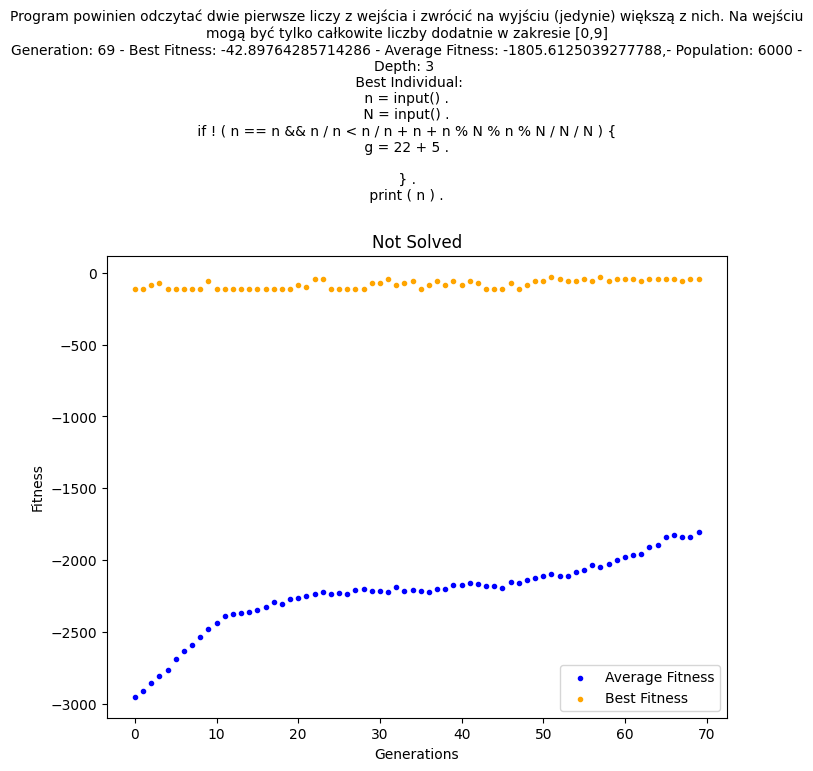 Program powinien odczytać dwie pierwsze liczy z wejścia i zwrócić na wyjściu (jedynie) większą z nich. Na wejściu
mogą być tylko całkowite liczby dodatnie w zakresie [0,9]
Generation: 69 - Best Fitness: -42.89764285714286 - Average Fitness: -1805.6125039277788,- Population: 6000 -
Depth: 3
Best Individual:
n = input() .
N = input() .
if ! ( n == n && n / n < n / n + n + n % N % n % N / N / N ) {
g = 22 + 5 .
} .
print ( n ) .
Not Solved
0
−500
−1000
−1500
−2000
−2500
−3000
Fitness
Average Fitness
Best Fitness
0 10 20 30 40 50 60 70
Generations